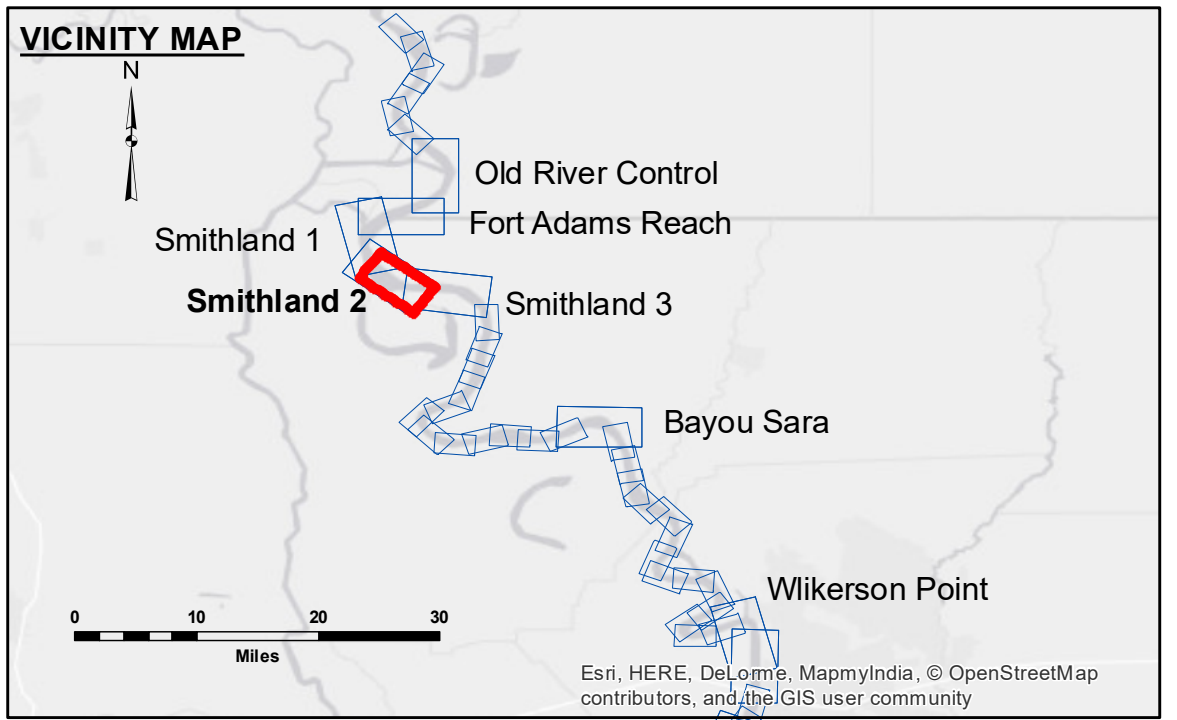 VICINITY MAP
N
Old River Control
Fort Adams Reach
Smithland 1
Smithland 2
Smithland 3
Bayou Sara
Wlikerson Point
0 10 20 30
Miles
Esri, HERE, DeLorme, MapmyIndia, © OpenStreetMap
contributors, and the GIS user community